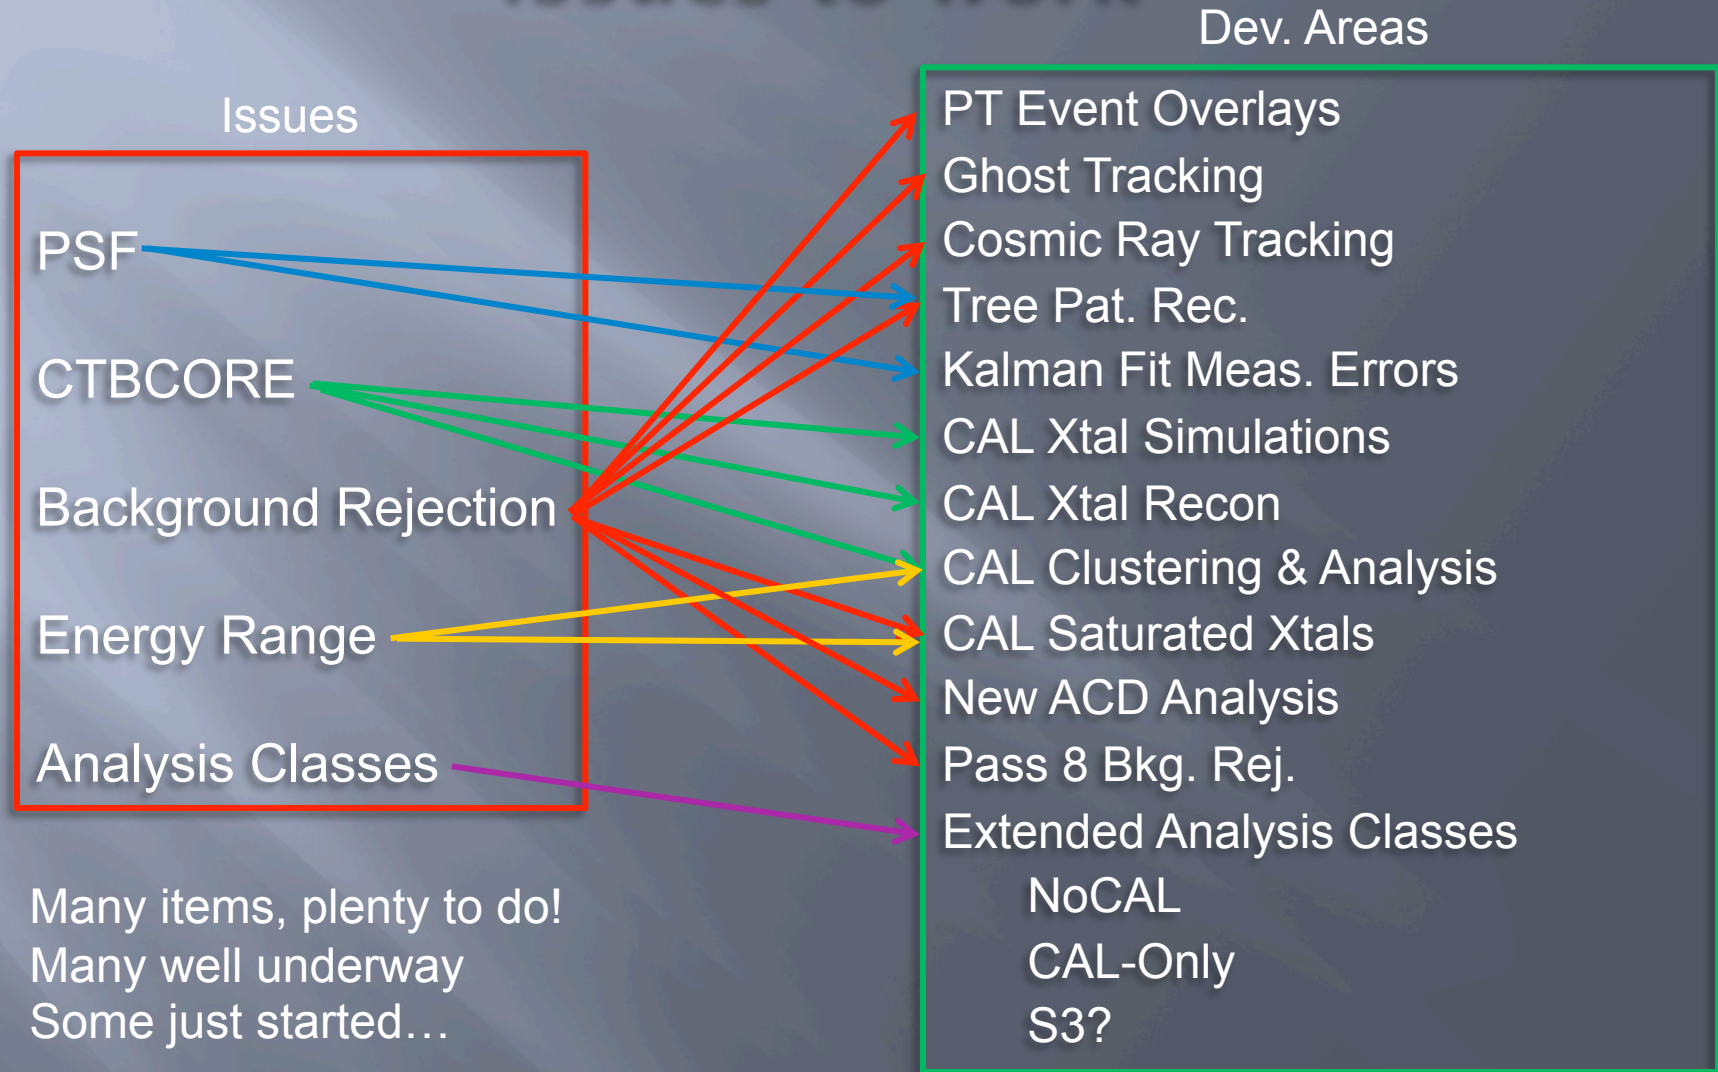 Issues to work
Dev. Areas
Issues
PSF
CTBCORE
Background Rejection
Energy Range
Analysis Classes
Many items, plenty to do!
Many well underway
Some just started…
PT Event Overlays
Ghost Tracking
Cosmic Ray Tracking
Tree Pat. Rec.
Kalman Fit Meas. Errors
CAL Xtal Simulations
CAL Xtal Recon
CAL Clustering & Analysis
CAL Saturated Xtals
New ACD Analysis
Pass 8 Bkg. Rej.
Extended Analysis Classes
NoCAL
CAL-Only
S3?